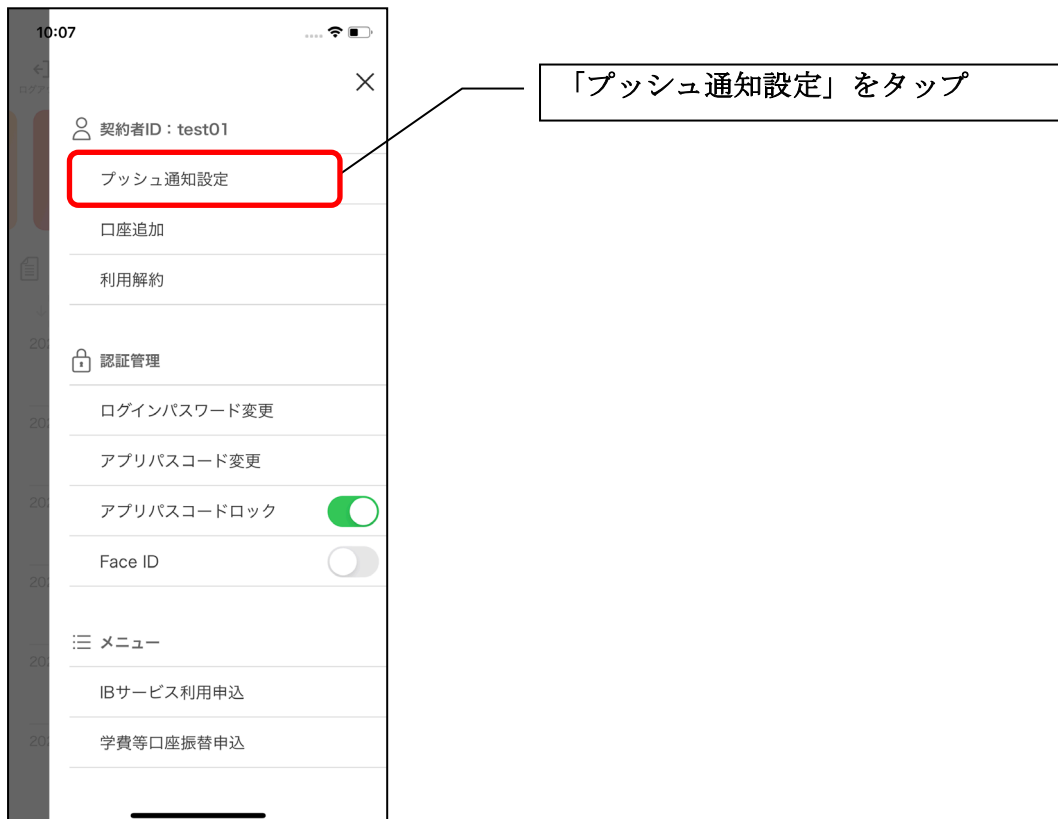 10:07
「プッシュ通知設定」をタップ
契約者ID：test01
プッシュ通知設定
口座追加
利用解約
認証管理
ログインパスワード変更
アプリパスコード変更
アプリパスコードロック
Face ID
メニュー
IBサービス利用申込
学費等口座振替申込